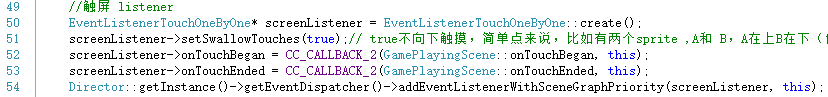 49 //触屏 listener
50 EventListenerTouchOneByOne* screenListener = EventListenerTouchOneByOne::create();
51 screenListener->setSwallowTouches(true);// true不向下触摸，简单点来说，比如有两个sprite ,A和 B，A在上B在下（
52 screenListener->onTouchBegan = CC_CALLBACK_2(GamePlayingScene::onTouchBegan, this);
53 screenListener->onTouchEnded = CC_CALLBACK_2(GamePlayingScene::onTouchEnded, this);
54 Director::getInstance()->getEventDispatcher()->addEventListenerWithSceneGraphPriority(screenListener, this);